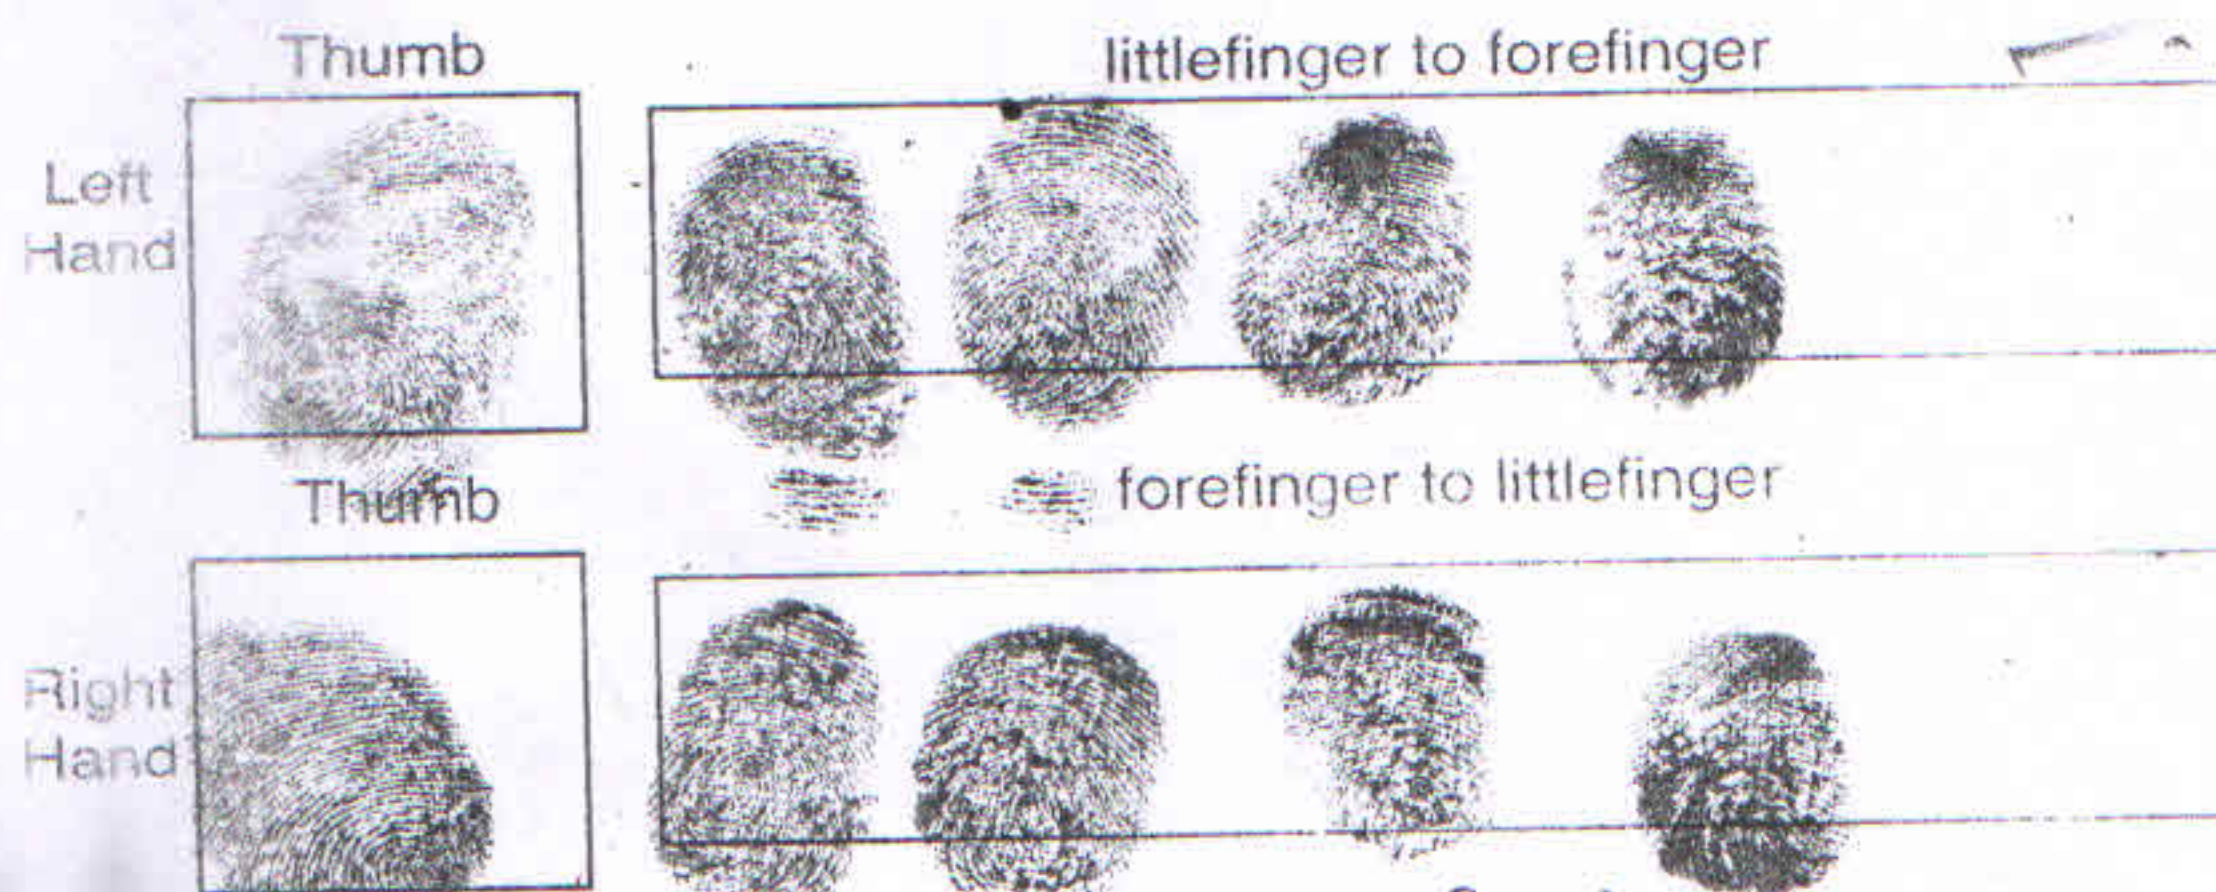 Thumb
littlefinger to forefinger
Left
Hand
Thumb
forefinger to littlefinger
Right
Hand